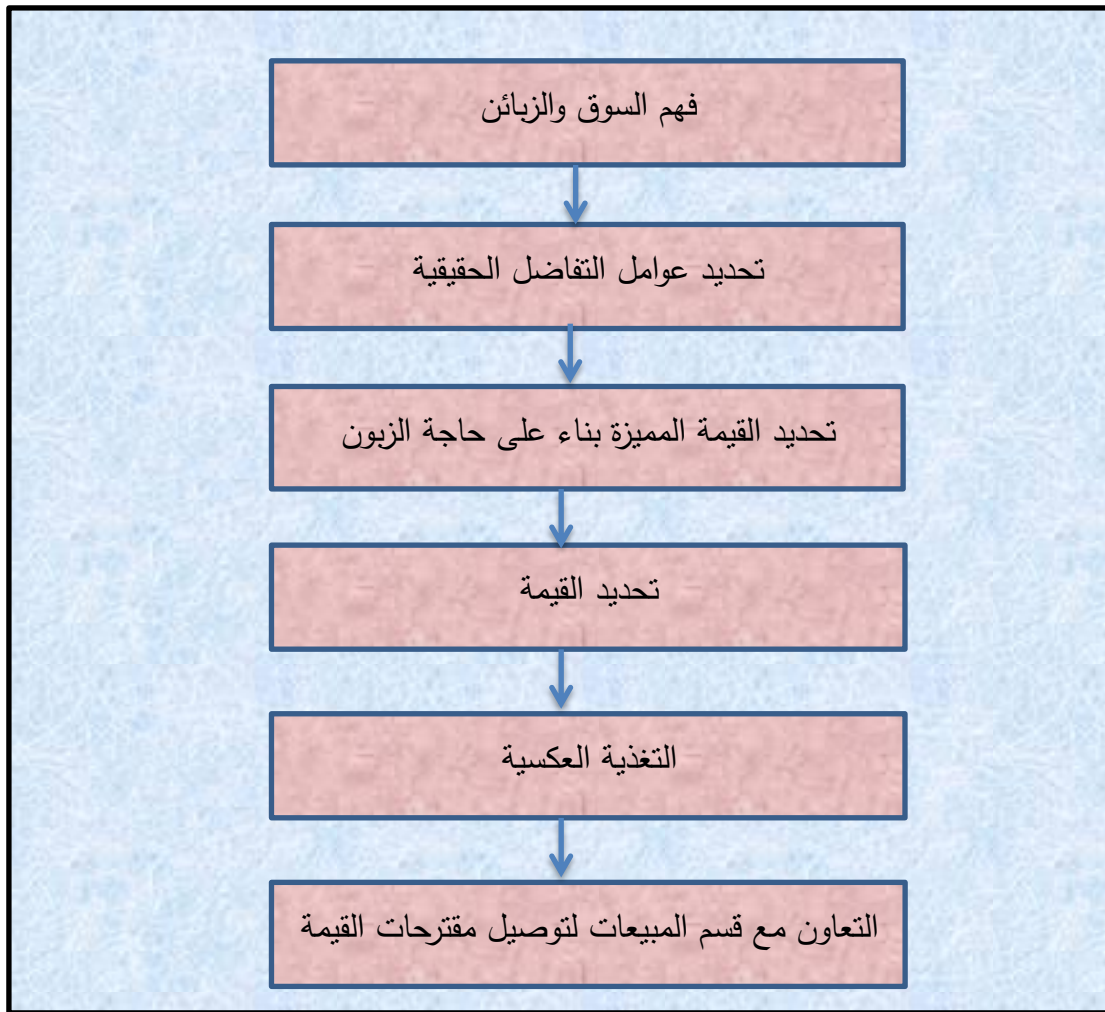 فهم السوق والزبائن
تحديد عوامل التفاضل الحقيقية
تحديد القيمة المميزة بناء على حاجة الزبون
تحديد القيمة
التغذية العكسية
التعاون مع قسم المبيعات لتوصيل مقترحات القيمة